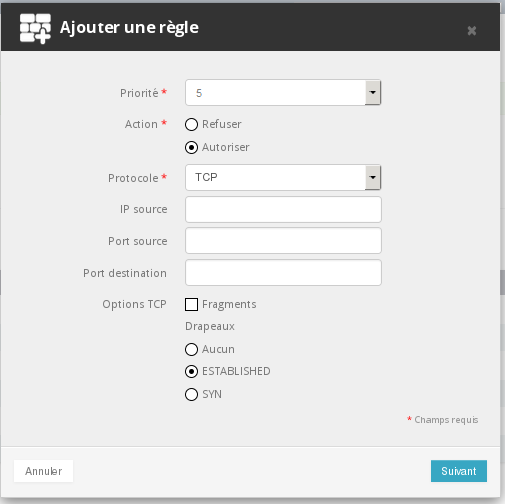 Ajouter une règle
Priorité * 5
Action * Refuser
Autoriser
Protocole * TCP
IP source
Port source
Port destination
Options TCP Fragments
Drapeaux
Aucun
ESTABLISHED
SYN
* Champs requis
Annuler Suivant